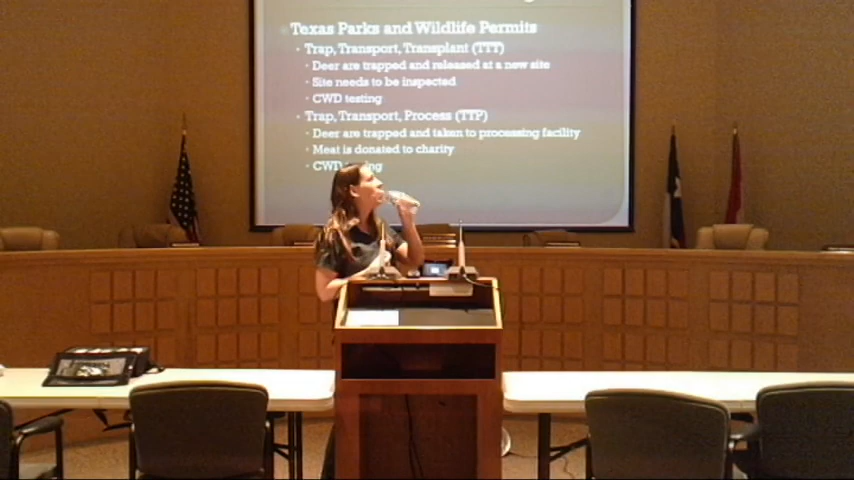 Texas Parks and Wildlife Permits
Trap, Transport, Transplant (TTT)
Deer are trapped and released at a new site
Site needs to be inspected
CWD testing
Trap, Transport, Process (TTP)
Deer are trapped and taken to processing facility
Meat is donated to charity
CWD